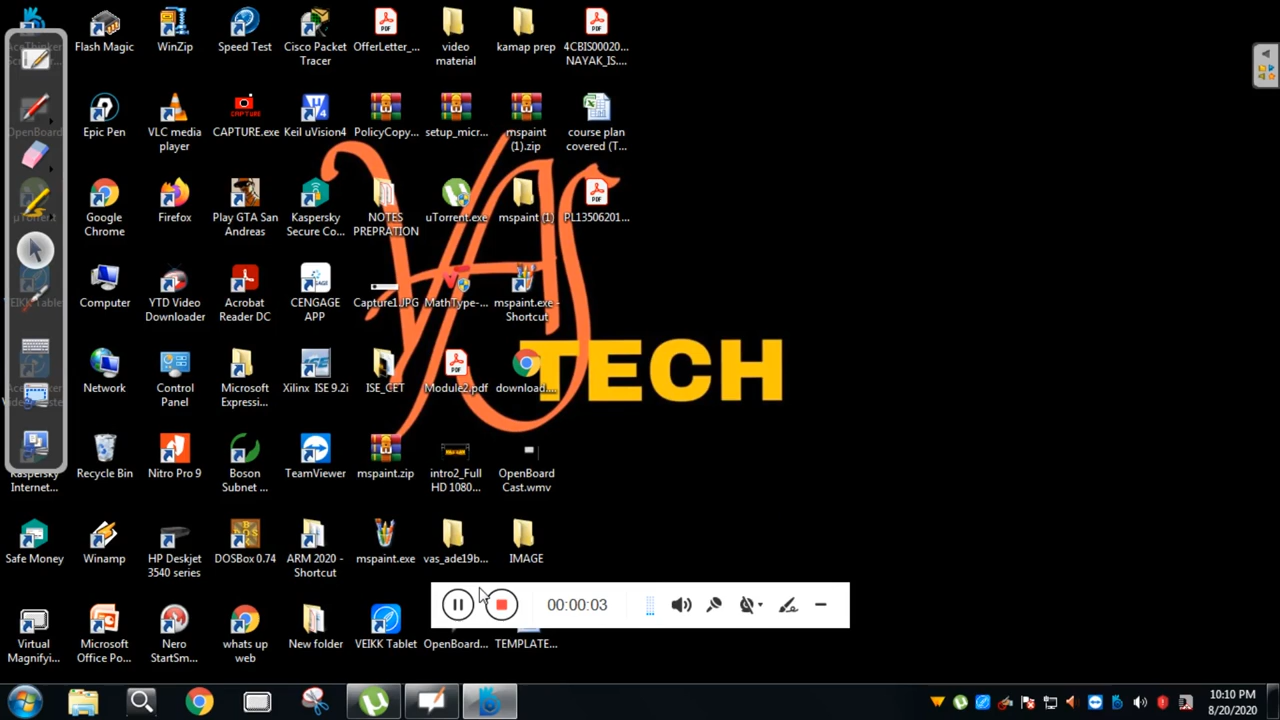 Flash Magic
WinZip
Speed Test
Cisco Packet
Tracer
OfferLetter_...
video
material
kamap prep
4CBIS00020...
NAYAK_IS....
OpenBoard
Epic Pen
VLC media
player
CAPTURE.exe
Keil uVision4
PolicyCopy...
setup_micr...
mspaint
(1).zip
course plan
covered (T...
Google
Chrome
Firefox
Play GTA San
Andreas
Kaspersky
Secure Co...
NOTES
PREPRATION
uTorrent.exe
mspaint (1)
PL13506201...
Computer
YTD Video
Downloader
Acrobat
Reader DC
CENGAGE
APP
Capture1.JPG
MathType-...
mspaint.exe -
Shortcut
Network
Control
Panel
Microsoft
Expressi...
Xilinx ISE 9.2i
ISE_CET
Module2.pdf
download....
VAS
TECH
Kaspersky
Internet...
Recycle Bin
Nitro Pro 9
Boson
Subnet ...
TeamViewer
mspaint.zip
intro2_Full
HD 1080...
OpenBoard
Cast.wmv
Safe Money
Winamp
HP Deskjet
3540 series
DOSBox 0.74
ARM 2020 -
Shortcut
mspaint.exe
vas_ade19b...
IMAGE
00:00:03
Virtual
Magnifyi...
Microsoft
Office Po...
Nero
StartSm...
whats up
web
New folder
VEIKK Tablet
OpenBoard...
TEMPLATE...
10:10 PM
8/20/2020